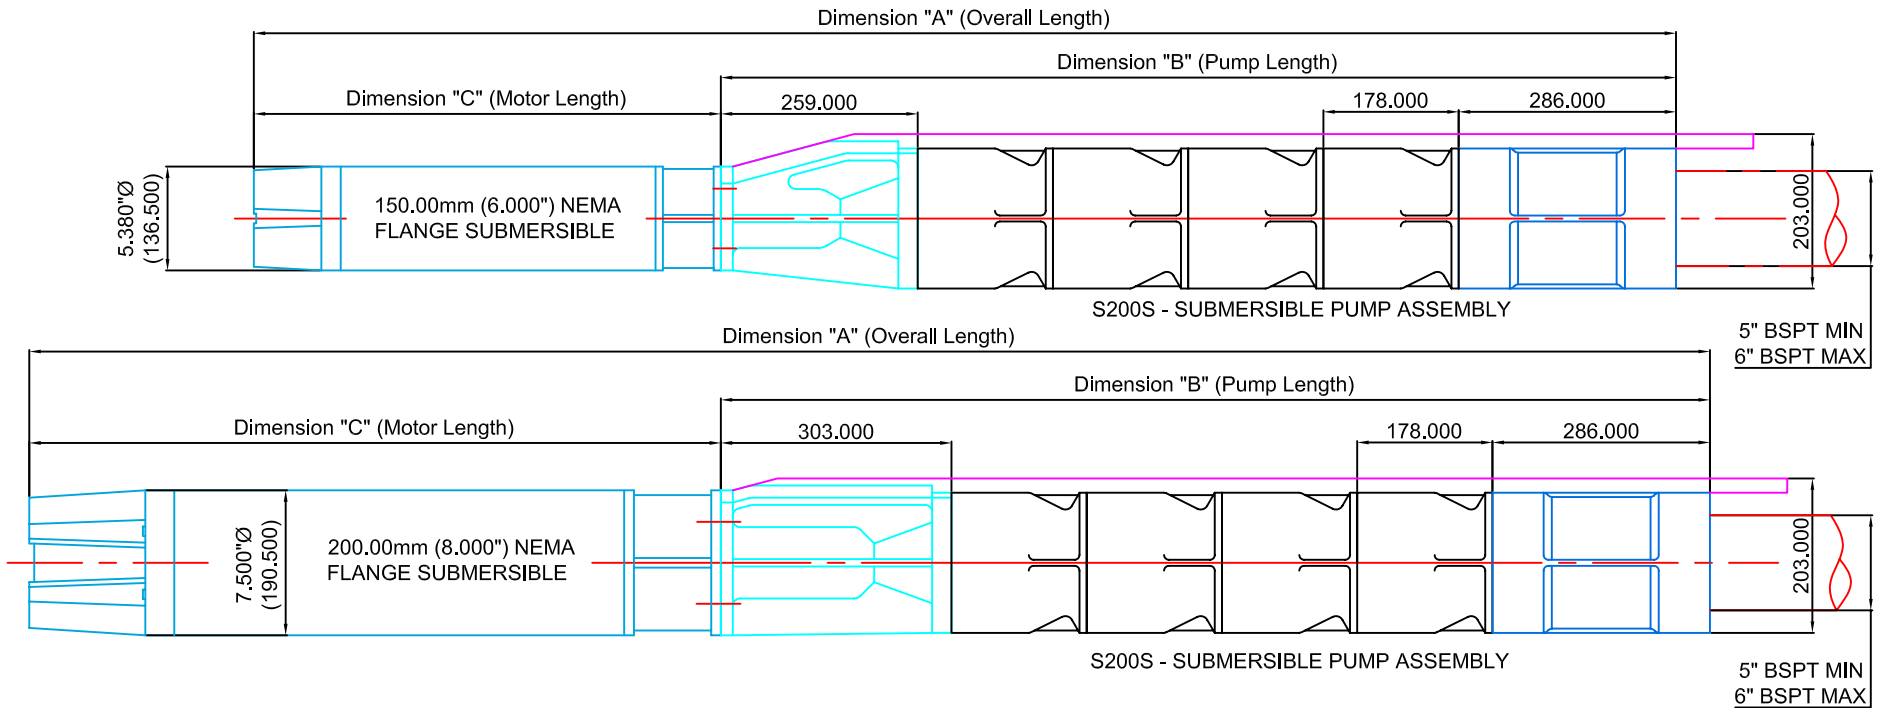 Dimension "A" (Overall Length)
Dimension "B" (Pump Length)
Dimension "C" (Motor Length)
259.000
178.000
286.000
5.380"Ø
(136.500)
150.00mm (6.000") NEMA
FLANGE SUBMERSIBLE
203.000
S200S - SUBMERSIBLE PUMP ASSEMBLY
5" BSPT MIN
6" BSPT MAX
Dimension "A" (Overall Length)
Dimension "B" (Pump Length)
Dimension "C" (Motor Length)
303.000
178.000
286.000
7.500"Ø
(190.500)
200.00mm (8.000") NEMA
FLANGE SUBMERSIBLE
203.000
S200S - SUBMERSIBLE PUMP ASSEMBLY
5" BSPT MIN
6" BSPT MAX